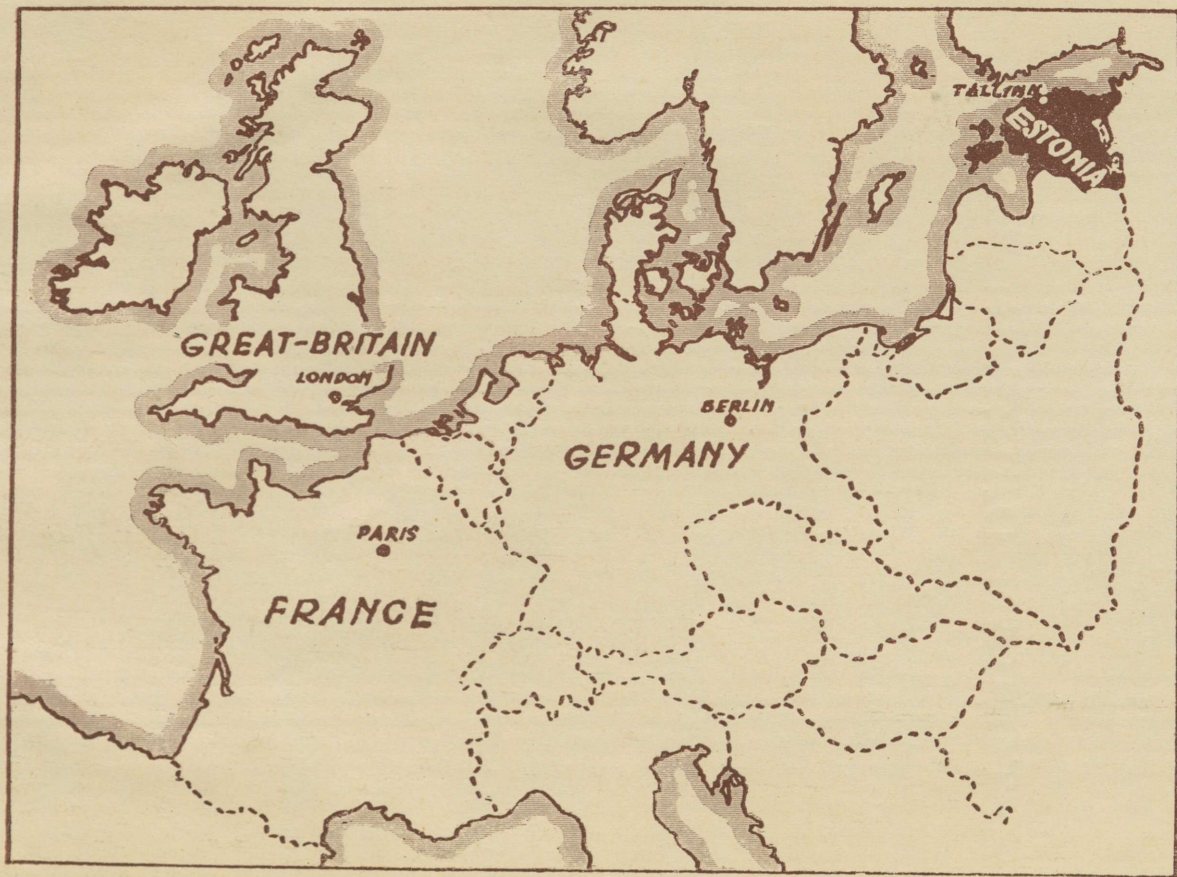 TALLINN
ESTONIA
GREAT-BRITAIN
LONDON
BERLIN
GERMANY
PARIS
FRANCE